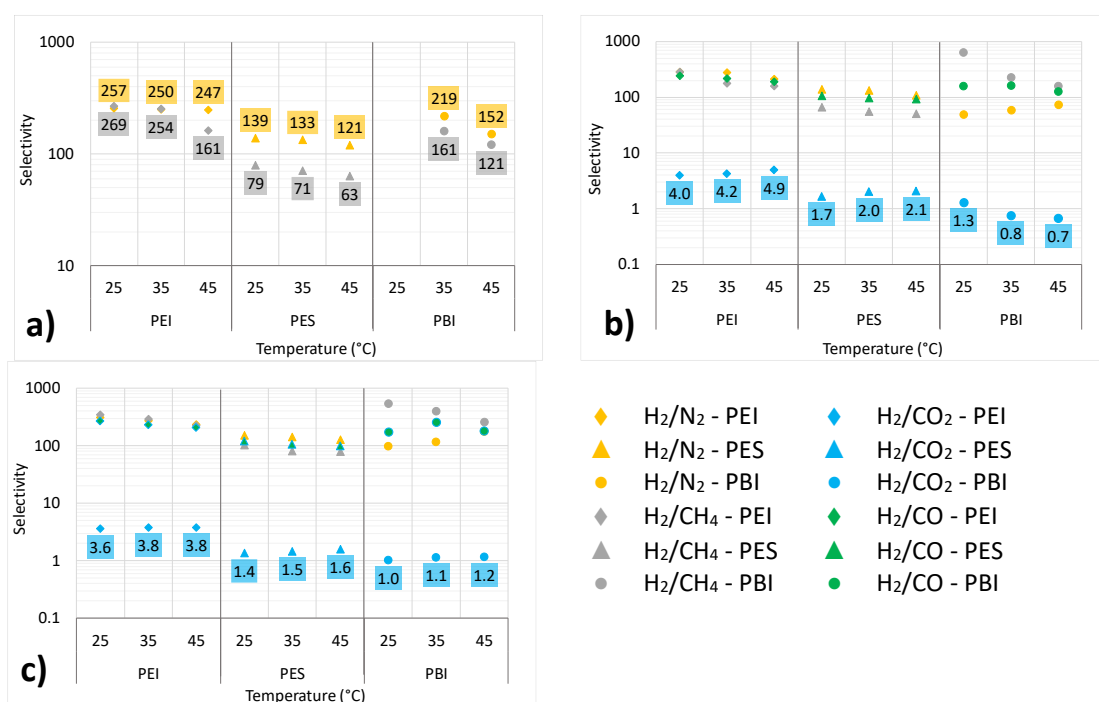 1000
100
10
Selectivity
257 250 247
269 254 161
139 133 121
79 71 63
219 152
161 121
25 35 45 25 35 45 25 35 45
PEI PES PBI
Temperature (°C)
a)
1000
100
10
1
0.1
Selectivity
4.0 4.2 4.9
1.7 2.0 2.1
1.3 0.8 0.7
25 35 45 25 35 45 25 35 45
PEI PES PBI
Temperature (°C)
b)
1000
100
10
1
0.1
Selectivity
3.6 3.8 3.8
1.4 1.5 1.6
1.0 1.1 1.2
25 35 45 25 35 45 25 35 45
PEI PES PBI
Temperature (°C)
c)
H₂/N₂ - PEI
H₂/N₂ - PES
H₂/N₂ - PBI
H₂/CH₄ - PEI
H₂/CH₄ - PES
H₂/CH₄ - PBI
H₂/CO₂ - PEI
H₂/CO₂ - PES
H₂/CO₂ - PBI
H₂/CO - PEI
H₂/CO - PES
H₂/CO - PBI